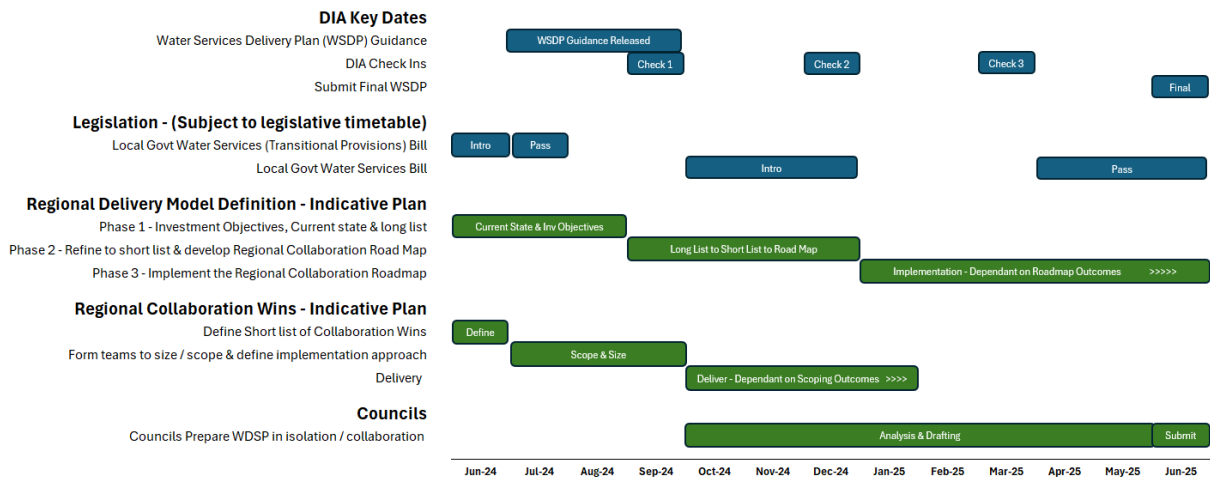 DIA Key Dates
Water Services Delivery Plan (WSDP) Guidance WSDP Guidance Released
DIA Check Ins Check 1 Check 2 Check 3
Submit Final WSDP Final
Legislation - (Subject to legislative timetable)
Local Govt Water Services (Transitional Provisions) Bill Intro Pass
Local Govt Water Services Bill Intro Pass
Regional Delivery Model Definition - Indicative Plan
Phase 1 - Investment Objectives, Current state & long list Current State & Inv Objectives
Phase 2 - Refine to short list & develop Regional Collaboration Road Map Long List to Short List to Road Map
Phase 3 - Implement the Regional Collaboration Roadmap Implementation - Dependant on Roadmap Outcomes >>>>>
Regional Collaboration Wins - Indicative Plan
Define Short list of Collaboration Wins Define
Form teams to size / scope & define implementation approach Scope & Size
Delivery Deliver - Dependant on Scoping Outcomes >>>>
Councils
Councils Prepare WDSP in isolation / collaboration Analysis & Drafting Submit
Jun-24 Jul-24 Aug-24 Sep-24 Oct-24 Nov-24 Dec-24 Jan-25 Feb-25 Mar-25 Apr-25 May-25 Jun-25